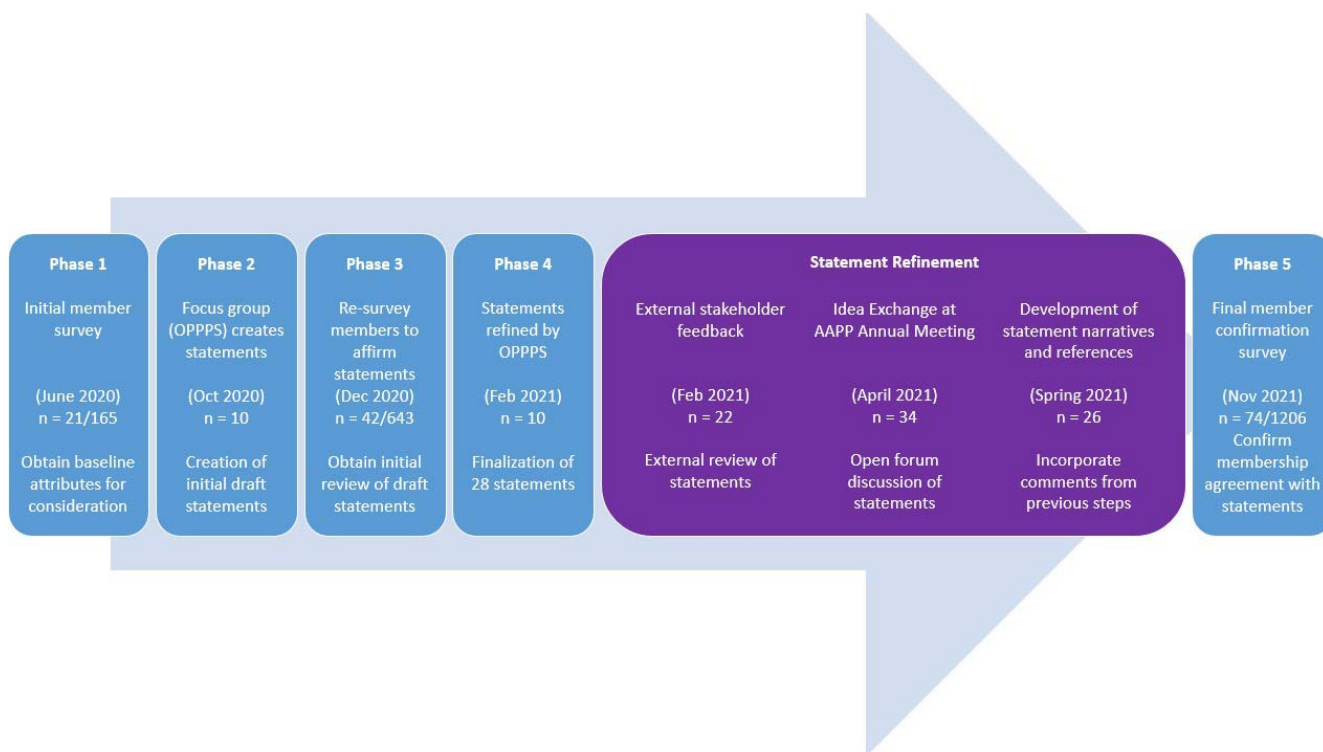 Phase 1
Initial member
survey
(June 2020)
n = 21/165
Obtain baseline
attributes for
consideration
Phase 2
Focus group
(OPPPS) creates
statements
(Oct 2020)
n = 10
Creation of
initial draft
statements
Phase 3
Re-survey
members to
affirm
statements
(Dec 2020)
n = 42/643
Obtain initial
review of draft
statements
Phase 4
Statements
refined by
OPPPS
(Feb 2021)
n = 10
Finalization of
28 statements
Statement Refinement
External stakeholder
feedback
(Feb 2021)
n = 22
External review of
statements
Idea Exchange at
AAPP Annual Meeting
(April 2021)
n = 34
Open forum
discussion of
statements
Development of
statement narratives
and references
(Spring 2021)
n = 26
Incorporate
comments from
previous steps
Phase 5
Final member
confirmation
survey
(Nov 2021)
n = 74/1206
Confirm
membership
agreement with
statements